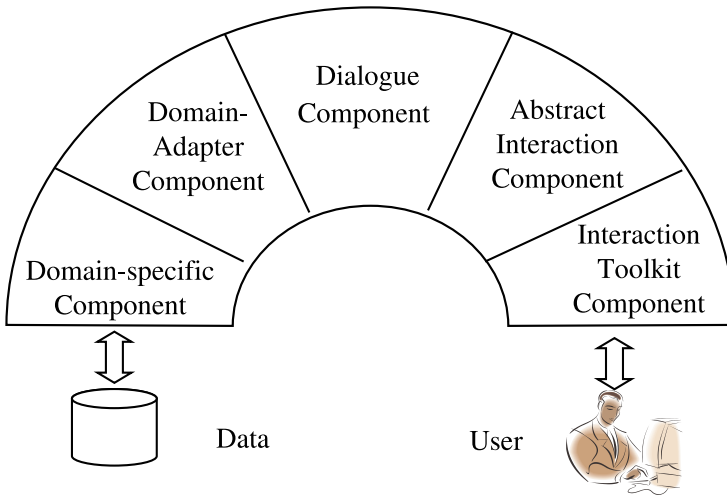 Domain-specific
Component
Domain-
Adapter
Component
Dialogue
Component
Abstract
Interaction
Component
Interaction
Toolkit
Component
Data
User